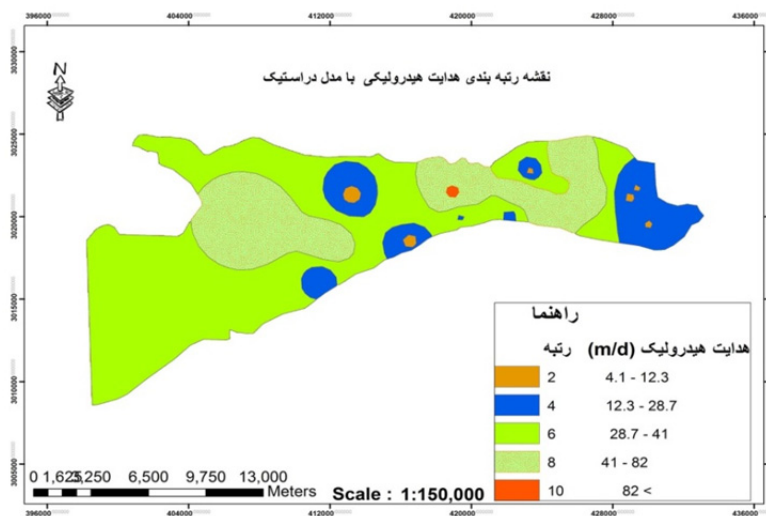 396000 404000 412000 420000 428000 436000
3030000
N
نقشه رتبه بندی هدایت هیدرولیکی با مدل دراستیک
3025000
3020000
3015000
3010000
3005000
راهنما
هدایت هیدرولیک (m/d) رتبه
2 4.1 - 12.3
4 12.3 - 28.7
6 28.7 - 41
8 41 - 82
10 82 <
0 1,625 3,250 6,500 9,750 13,000
Meters
Scale : 1:150,000
396000 404000 412000 420000 428000 436000